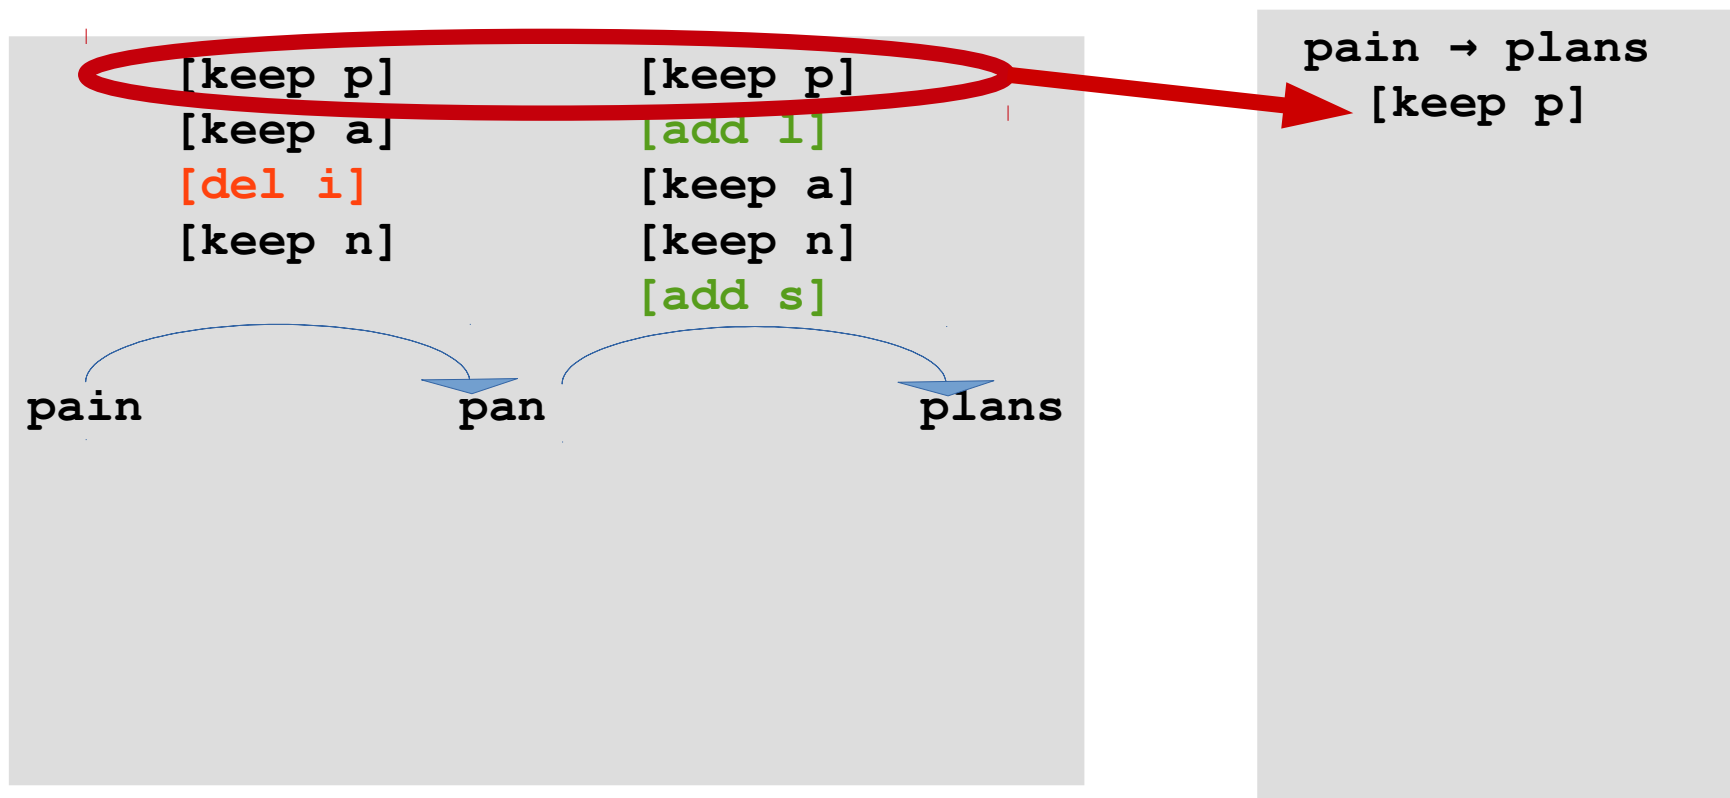 [keep p] [keep p]
[keep a] [add l]
[del i] [keep a]
[keep n] [keep n]
[add s]
pain pan plans
pain → plans
[keep p]